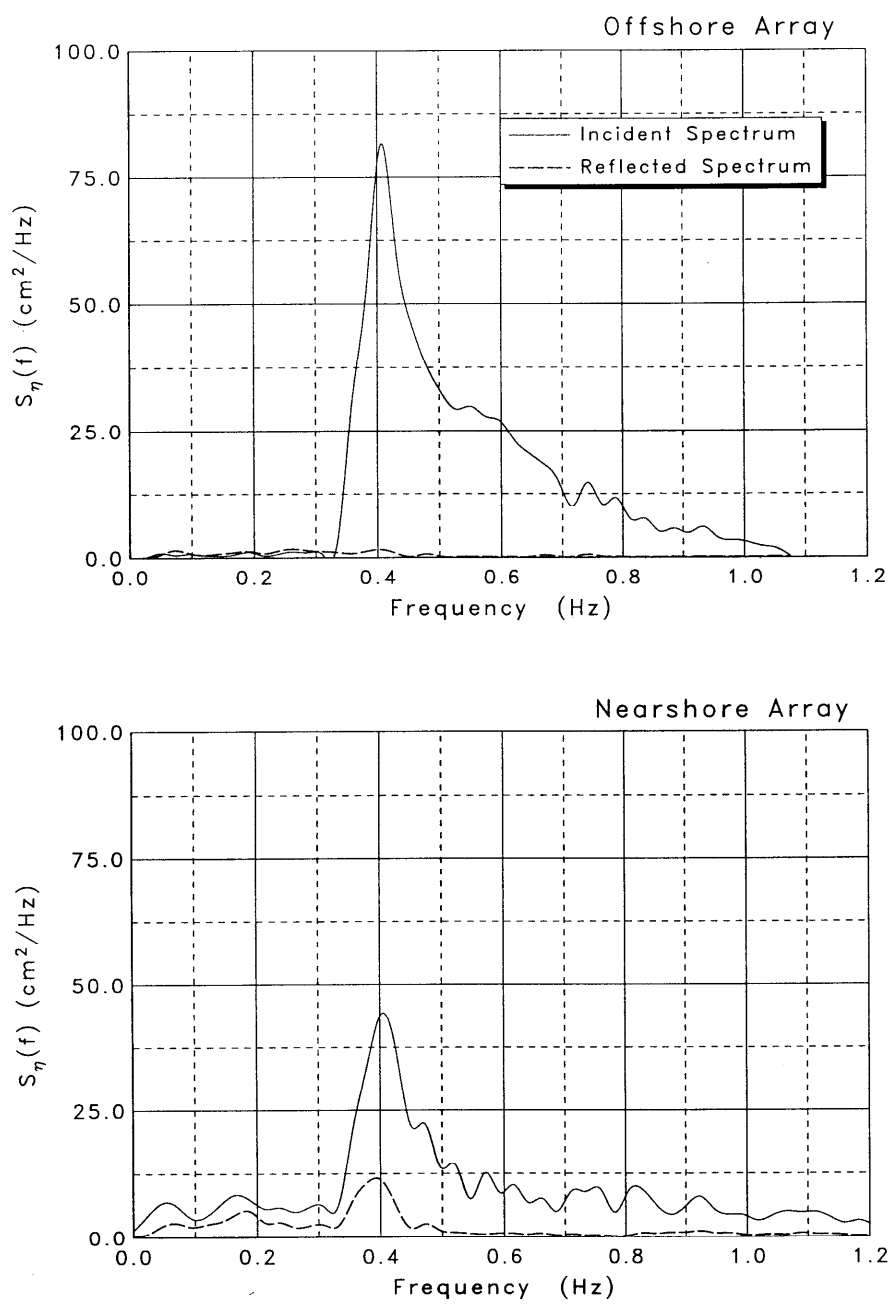 Offshore Array
100.0
75.0
50.0
25.0
0.0
S_η(f) (cm²/Hz)
Incident Spectrum
Reflected Spectrum
0.0 0.2 0.4 0.6 0.8 1.0 1.2
Frequency (Hz)
Nearshore Array
100.0
75.0
50.0
25.0
0.0
S_η(f) (cm²/Hz)
0.0 0.2 0.4 0.6 0.8 1.0 1.2
Frequency (Hz)